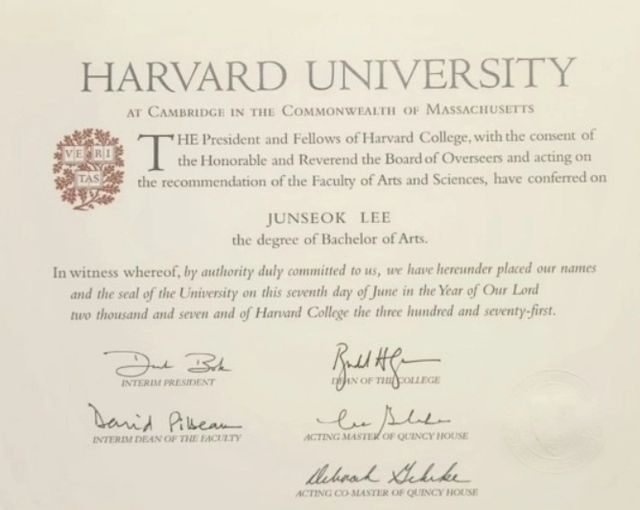 HARVARD UNIVERSITY
AT CAMBRIDGE IN THE COMMONWEALTH OF MASSACHUSETTS
VE RI
TAS
THE President and Fellows of Harvard College, with the consent of
the Honorable and Reverend the Board of Overseers and acting on
the recommendation of the Faculty of Arts and Sciences, have conferred on
JUNSEOK LEE
the degree of Bachelor of Arts.
In witness whereof, by authority duly committed to us, we have hereunder placed our names
and the seal of the University on this seventh day of June in the Year of Our Lord
two thousand and seven and of Harvard College the three hundred and seventy-first.
Derek Bok
INTERIM PRESIDENT
DEAN OF THE COLLEGE
David Pilbeam
INTERIM DEAN OF THE FACULTY
Lee Gehrke
ACTING MASTER OF QUINCY HOUSE
Deborah Gehrke
ACTING CO-MASTER OF QUINCY HOUSE